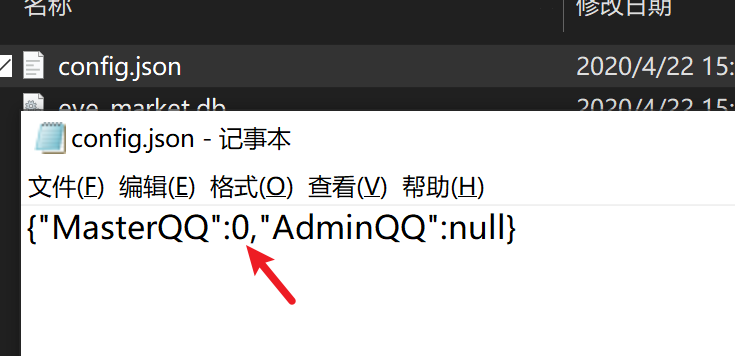 名称 修改日期
config.json 2020/4/22 15:
eve_market.db 2020/4/22 15:
config.json - 记事本
文件(F) 编辑(E) 格式(O) 查看(V) 帮助(H)
{"MasterQQ":0,"AdminQQ":null}